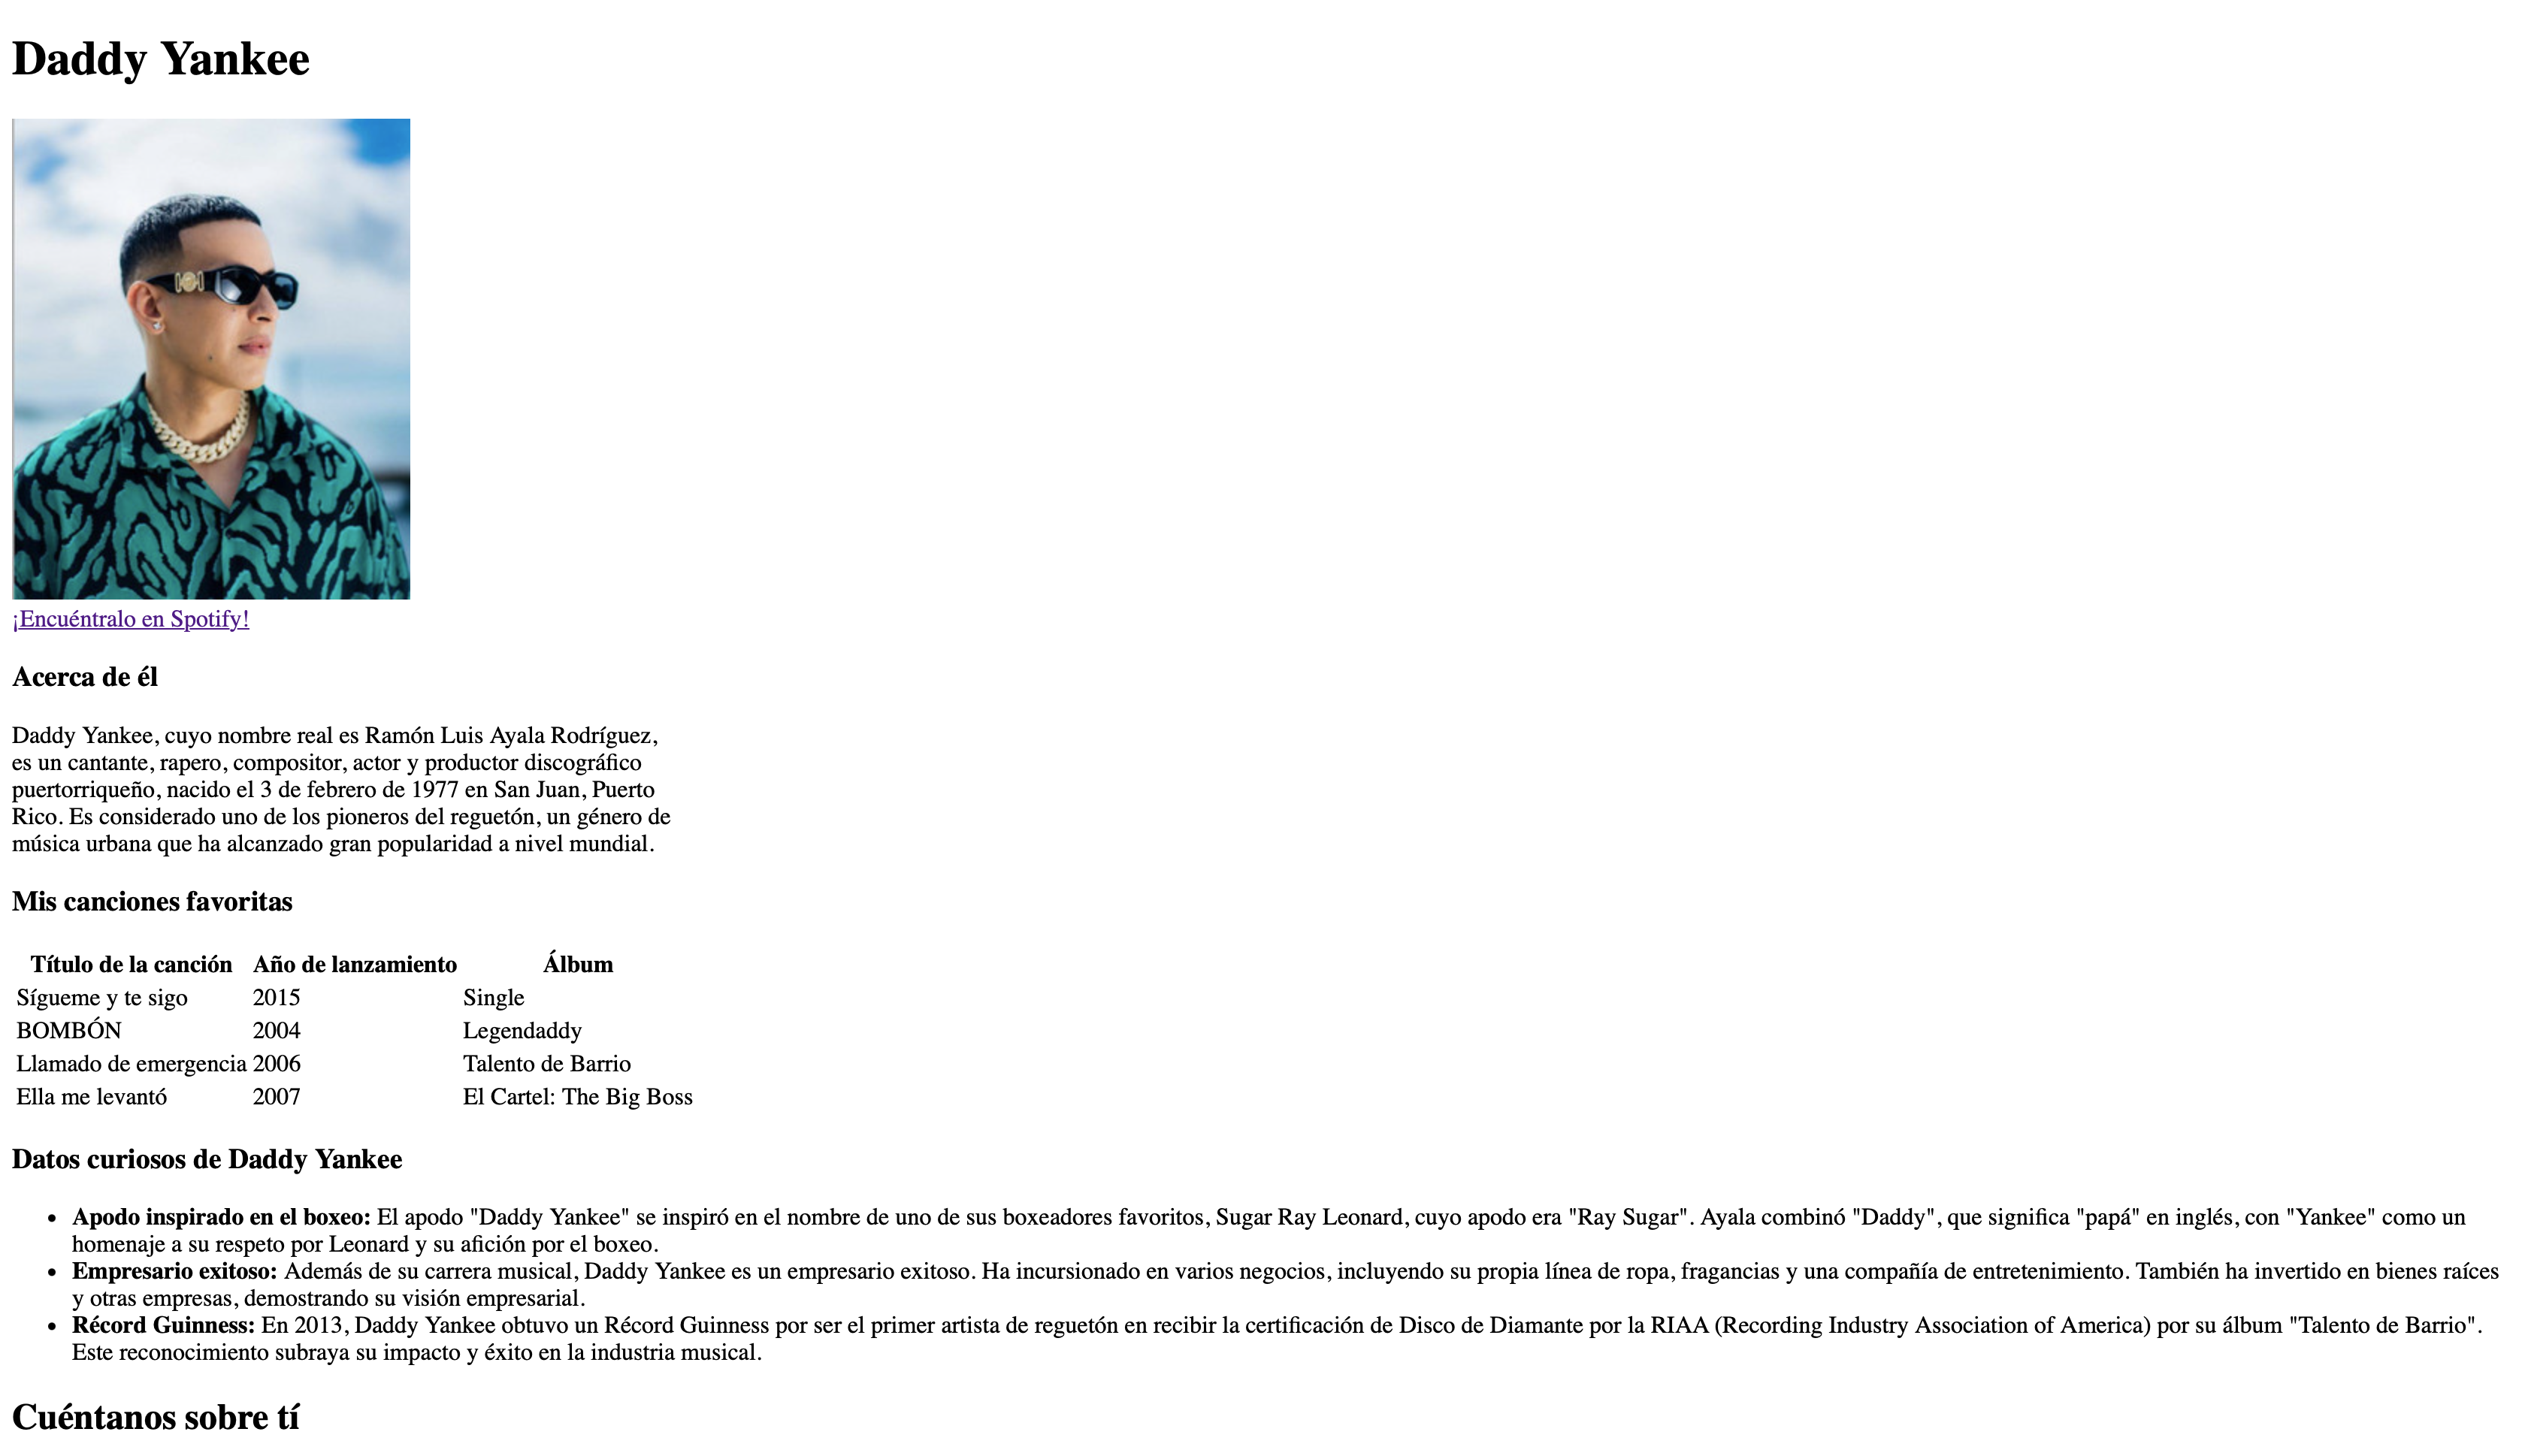 Daddy Yankee
¡Encuéntralo en Spotify!
Acerca de él
Daddy Yankee, cuyo nombre real es Ramón Luis Ayala Rodríguez,
es un cantante, rapero, compositor, actor y productor discográfico
puertorriqueño, nacido el 3 de febrero de 1977 en San Juan, Puerto
Rico. Es considerado uno de los pioneros del reguetón, un género de
música urbana que ha alcanzado gran popularidad a nivel mundial.
Mis canciones favoritas
Título de la canción Año de lanzamiento Álbum
Sígueme y te sigo 2015 Single
BOMBÓN 2004 Legendaddy
Llamado de emergencia 2006 Talento de Barrio
Ella me levantó 2007 El Cartel: The Big Boss
Datos curiosos de Daddy Yankee
• Apodo inspirado en el boxeo: El apodo "Daddy Yankee" se inspiró en el nombre de uno de sus boxeadores favoritos, Sugar Ray Leonard, cuyo apodo era "Ray Sugar". Ayala combinó "Daddy", que significa "papá" en inglés, con "Yankee" como un
homenaje a su respeto por Leonard y su afición por el boxeo.
• Empresario exitoso: Además de su carrera musical, Daddy Yankee es un empresario exitoso. Ha incursionado en varios negocios, incluyendo su propia línea de ropa, fragancias y una compañía de entretenimiento. También ha invertido en bienes raíces
y otras empresas, demostrando su visión empresarial.
• Récord Guinness: En 2013, Daddy Yankee obtuvo un Récord Guinness por ser el primer artista de reguetón en recibir la certificación de Disco de Diamante por la RIAA (Recording Industry Association of America) por su álbum "Talento de Barrio".
Este reconocimiento subraya su impacto y éxito en la industria musical.
Cuéntanos sobre tí